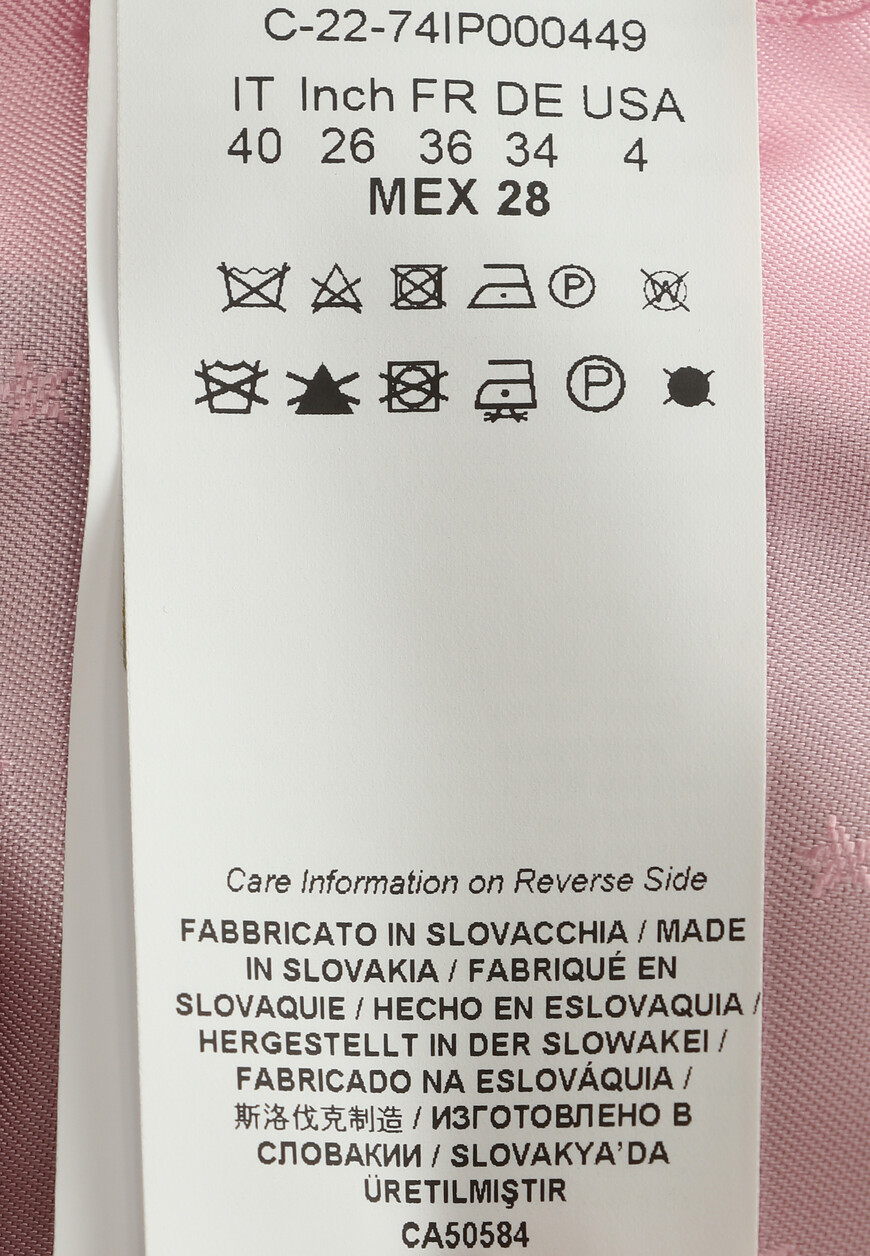 C-22-74IP000449
IT Inch FR DE USA
40 26 36 34 4
MEX 28
P W
P
Care Information on Reverse Side
FABBRICATO IN SLOVACCHIA / MADE
IN SLOVAKIA / FABRIQUÉ EN
SLOVAQUIE / HECHO EN ESLOVAQUIA /
HERGESTELLT IN DER SLOWAKEI /
FABRICADO NA ESLOVÁQUIA /
斯洛伐克制造 / ИЗГОТОВЛЕНО В
СЛОВАКИИ / SLOVAKYA'DA
ÜRETILMIŞTIR
CA50584